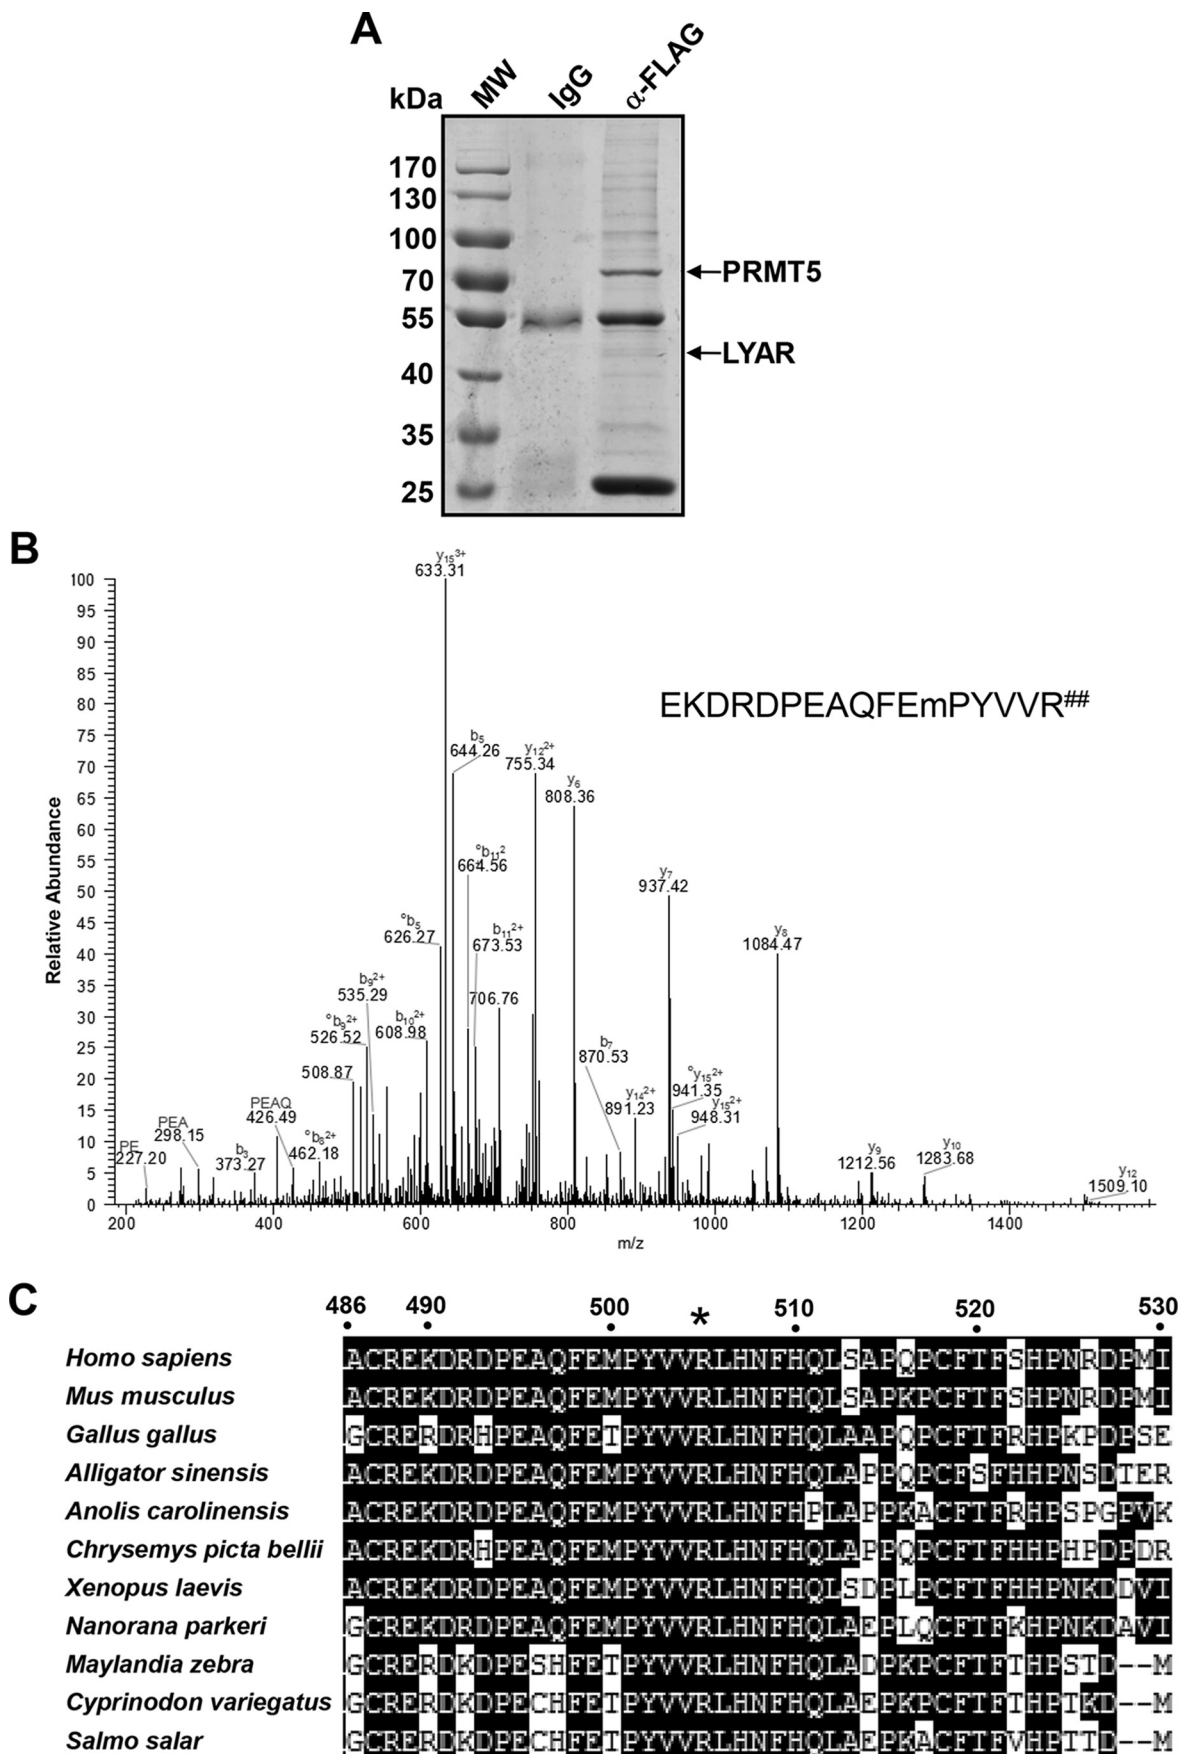 A
kDa MW IgG α-FLAG
170
130
100
70
55
40
35
25
PRMT5
LYAR
B
Relative Abundance
100
95
90
85
80
75
70
65
60
55
50
45
40
35
30
25
20
15
10
5
0
EKDRDPEAQFEmPYVVR##
y15 3+
633.31
b5
644.26
y12 2+
755.34
y6
808.36
°b11 2
664.56
y7
937.42
°b5
626.27
b11 2+
673.53
y8
1084.47
b9 2+
535.29
706.76
°b9 2+
526.52
b10 2+
608.98
b7
870.53
508.87
°y15 2+
941.35
y14 2+
891.23
y15 2+
948.31
PEAQ
426.49
PEA
298.15
°b8 2+
462.18
PE
227.20
b3
373.27
y9
1212.56
y10
1283.68
y12
1509.10
200 400 600 800 1000 1200 1400
m/z
C
486 490 500 * 510 520 530
Homo sapiens ACREKDRDPEAQFEMPYVVRLHNFHQLSAPQPCFTFSHPNRDPMI
Mus musculus ACREKDRDPEAQFEMPYVVRLHNFHQLSAPKPCFTFSHPNRDPMI
Gallus gallus GCRERDRHPEAQFETPYVVRLHNFHQLAAPQPCFTFRHPKPDPSE
Alligator sinensis ACREKDRDPEAQFEMPYVVRLHNFHQLAPPQPCFSFHHPNSDTER
Anolis carolinensis ACREKDRDPEAQFEMPYVVRLHNFHPLAPPKACFTFRHPSPGPVK
Chrysemys picta bellii ACREKDRHPEAQFEMPYVVRLHNFHQLAPPQPCFTFHHPHPDPDR
Xenopus laevis ACREKDRDPEAQFEMPYVVRLHNFHQLSDPLPCFTFHHPNKDDVI
Nanorana parkeri GCREKDRDPEAQFEMPYVVRLHNFHQLAEPLQCFTFKHPNKDAVI
Maylandia zebra GCRERDKDPESHFETPYVVRLHNFHQLADPKPCFTFTHPSTD--M
Cyprinodon variegatus GCRERDKDPECHFETPYVVRLHNFHQLAEPKPCFTFTHPTKD--M
Salmo salar GCRERDKDPECHFETPYVVRLHNFHQLAEPKACFTFVHPTTD--M